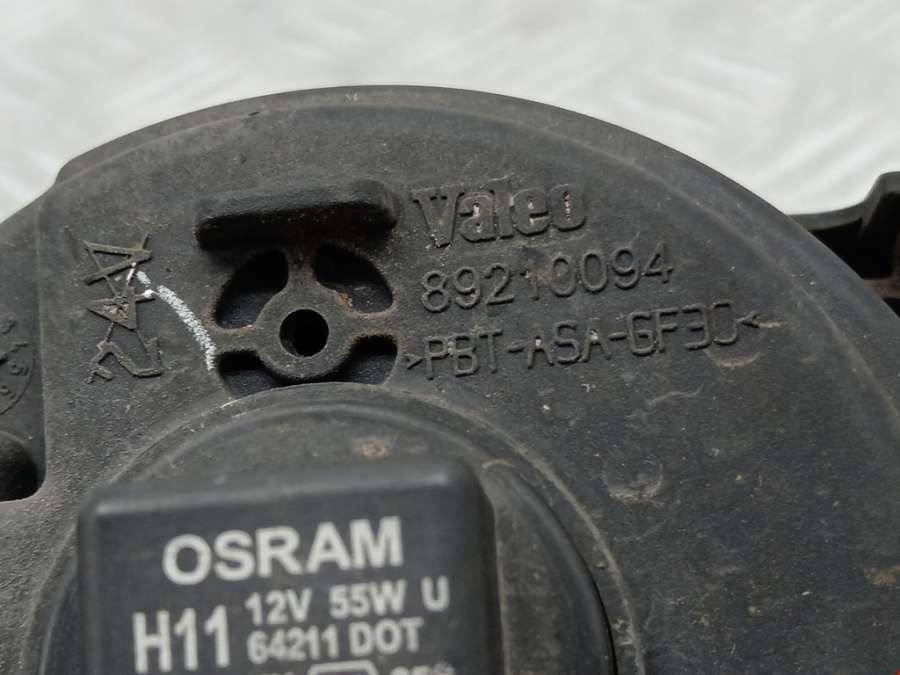 Valeo
89210094
>PBT-ASA-GF30<
OSRAM
H11 12V 55W U
64211 DOT